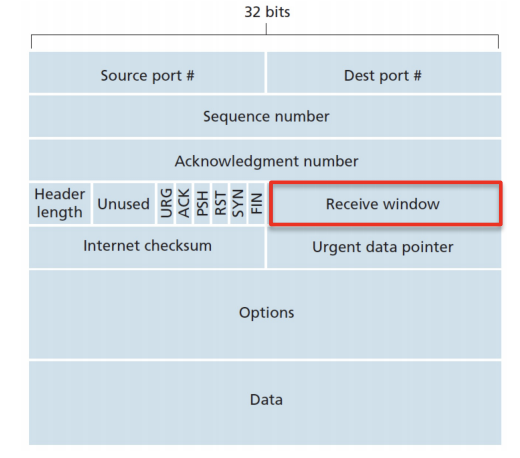 32 bits
Source port #
Dest port #
Sequence number
Acknowledgment number
Header
length
Unused
URG
ACK
PSH
RST
SYN
FIN
Receive window
Internet checksum
Urgent data pointer
Options
Data